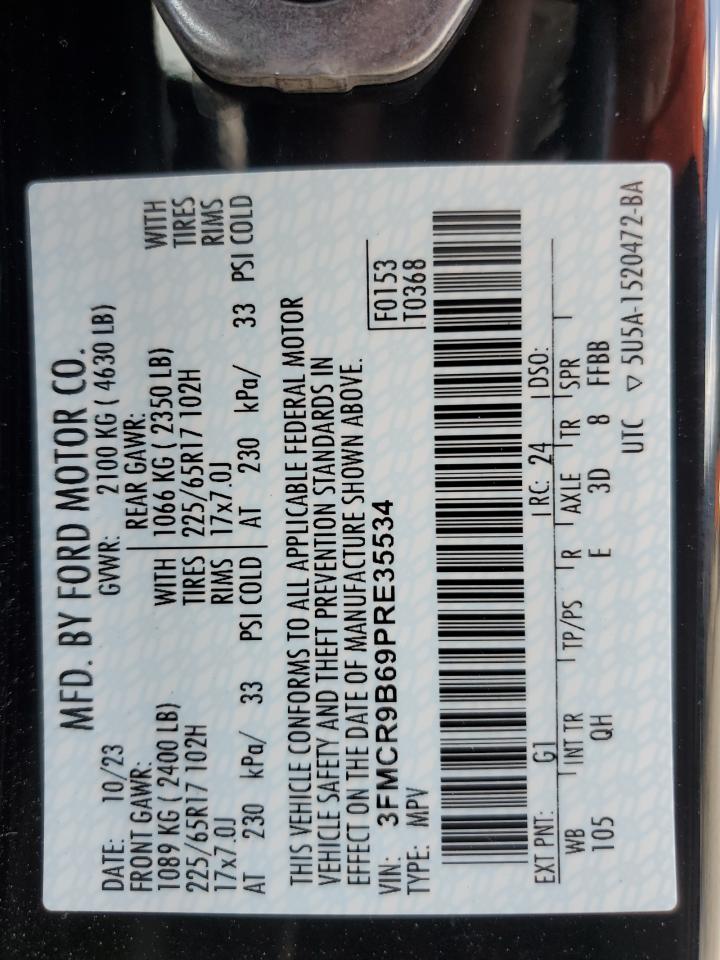 MFD. BY FORD MOTOR CO.
DATE: 10/23 GVWR: 2100 KG ( 4630 LB)
FRONT GAWR: REAR GAWR:
1089 KG ( 2400 LB) WITH 1066 KG ( 2350 LB) WITH
225/65R17 102H TIRES 225/65R17 102H TIRES
17x7.0J RIMS 17x7.0J RIMS
AT 230 kPa/ 33 PSI COLD AT 230 kPa/ 33 PSI COLD
THIS VEHICLE CONFORMS TO ALL APPLICABLE FEDERAL MOTOR
VEHICLE SAFETY AND THEFT PREVENTION STANDARDS IN
EFFECT ON THE DATE OF MANUFACTURE SHOWN ABOVE.
VIN: 3FMCR9B69PRE35534 F0153
TYPE: MPV T0368
EXT PNT: G1 RC: 24 DSO:
WB INT TR TP/PS R AXLE TR SPR
105 QH E 3D 8 FFBB
UTC ▽ 5U5A-1520472-BA